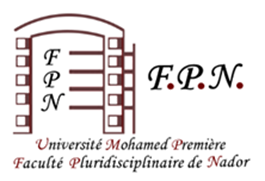 F
P
N
F.P.N.
Université Mohamed Première
Faculté Pluridisciplinaire de Nador